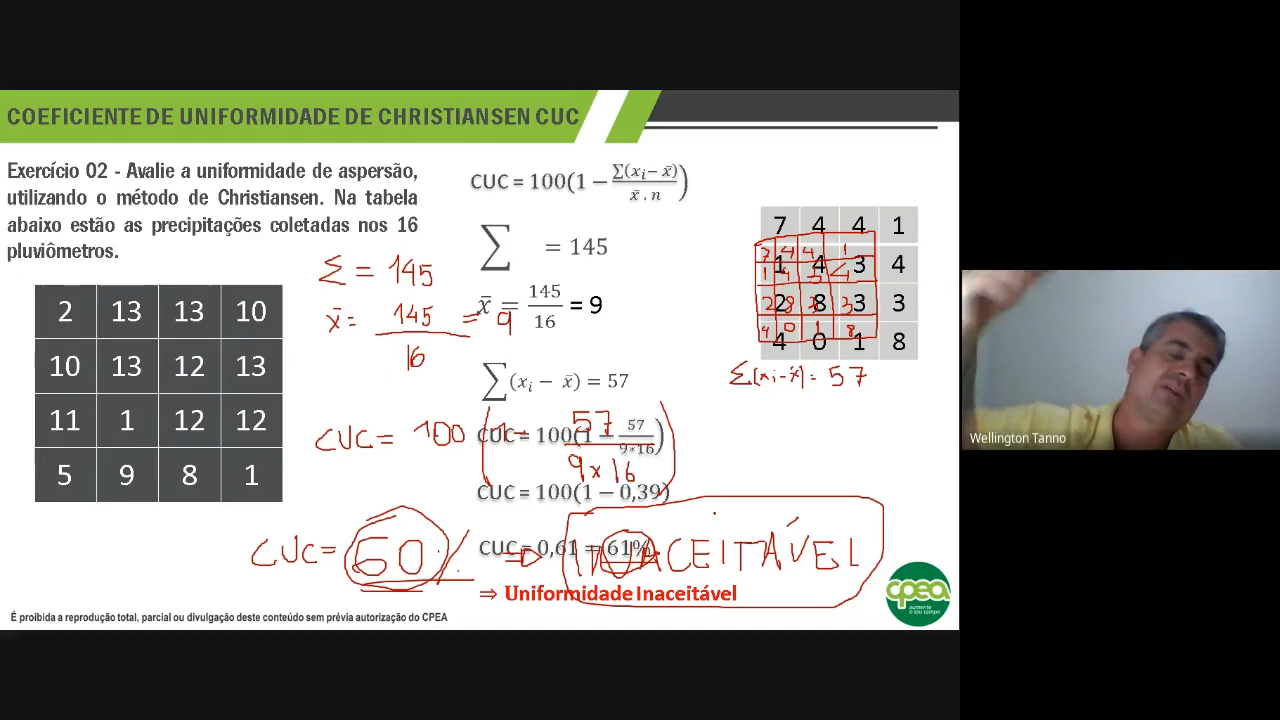 COEFICIENTE DE UNIFORMIDADE DE CHRISTIANSEN CUC
Exercício 02 - Avalie a uniformidade de aspersão,
utilizando o método de Christiansen. Na tabela
abaixo estão as precipitações coletadas nos 16
pluviômetros.
2 13 13 10
10 13 12 13
11 1 12 12
5 9 8 1
Σ = 145
x̄ = 145/16 = 9
CUC = 100 (1 - 57/9x16)
CUC = 60 %
⇒ INACEITÁVEL
CUC = 100(1 − ∑(xᵢ− x̄)/x̄ . n)
∑ = 145
x̄ = 145/16 = 9
∑(xᵢ − x̄) = 57
CUC = 100(1 − 57/9*16)
CUC = 100(1 − 0,39)
CUC = 0,61 = 61%
⇒ Uniformidade Inaceitável
7 4 4 1
1 4 3 4
2 8 3 3
4 0 1 8
Σ(xi-x̄) = 57
Wellington Tanno
cpea
aumente
o seu campo
É proibida a reprodução total, parcial ou divulgação deste conteúdo sem prévia autorização do CPEA